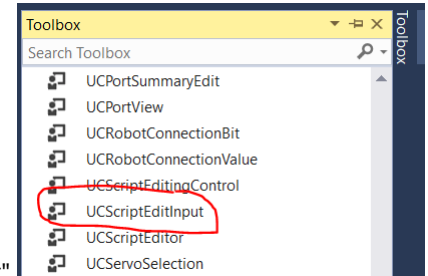 Toolbox
Search Toolbox
UCPortSummaryEdit
UCPortView
UCRobotConnectionBit
UCRobotConnectionValue
UCScriptEditingControl
UCScriptEditInput
UCScriptEditor
UCServoSelection
"
Toolbox